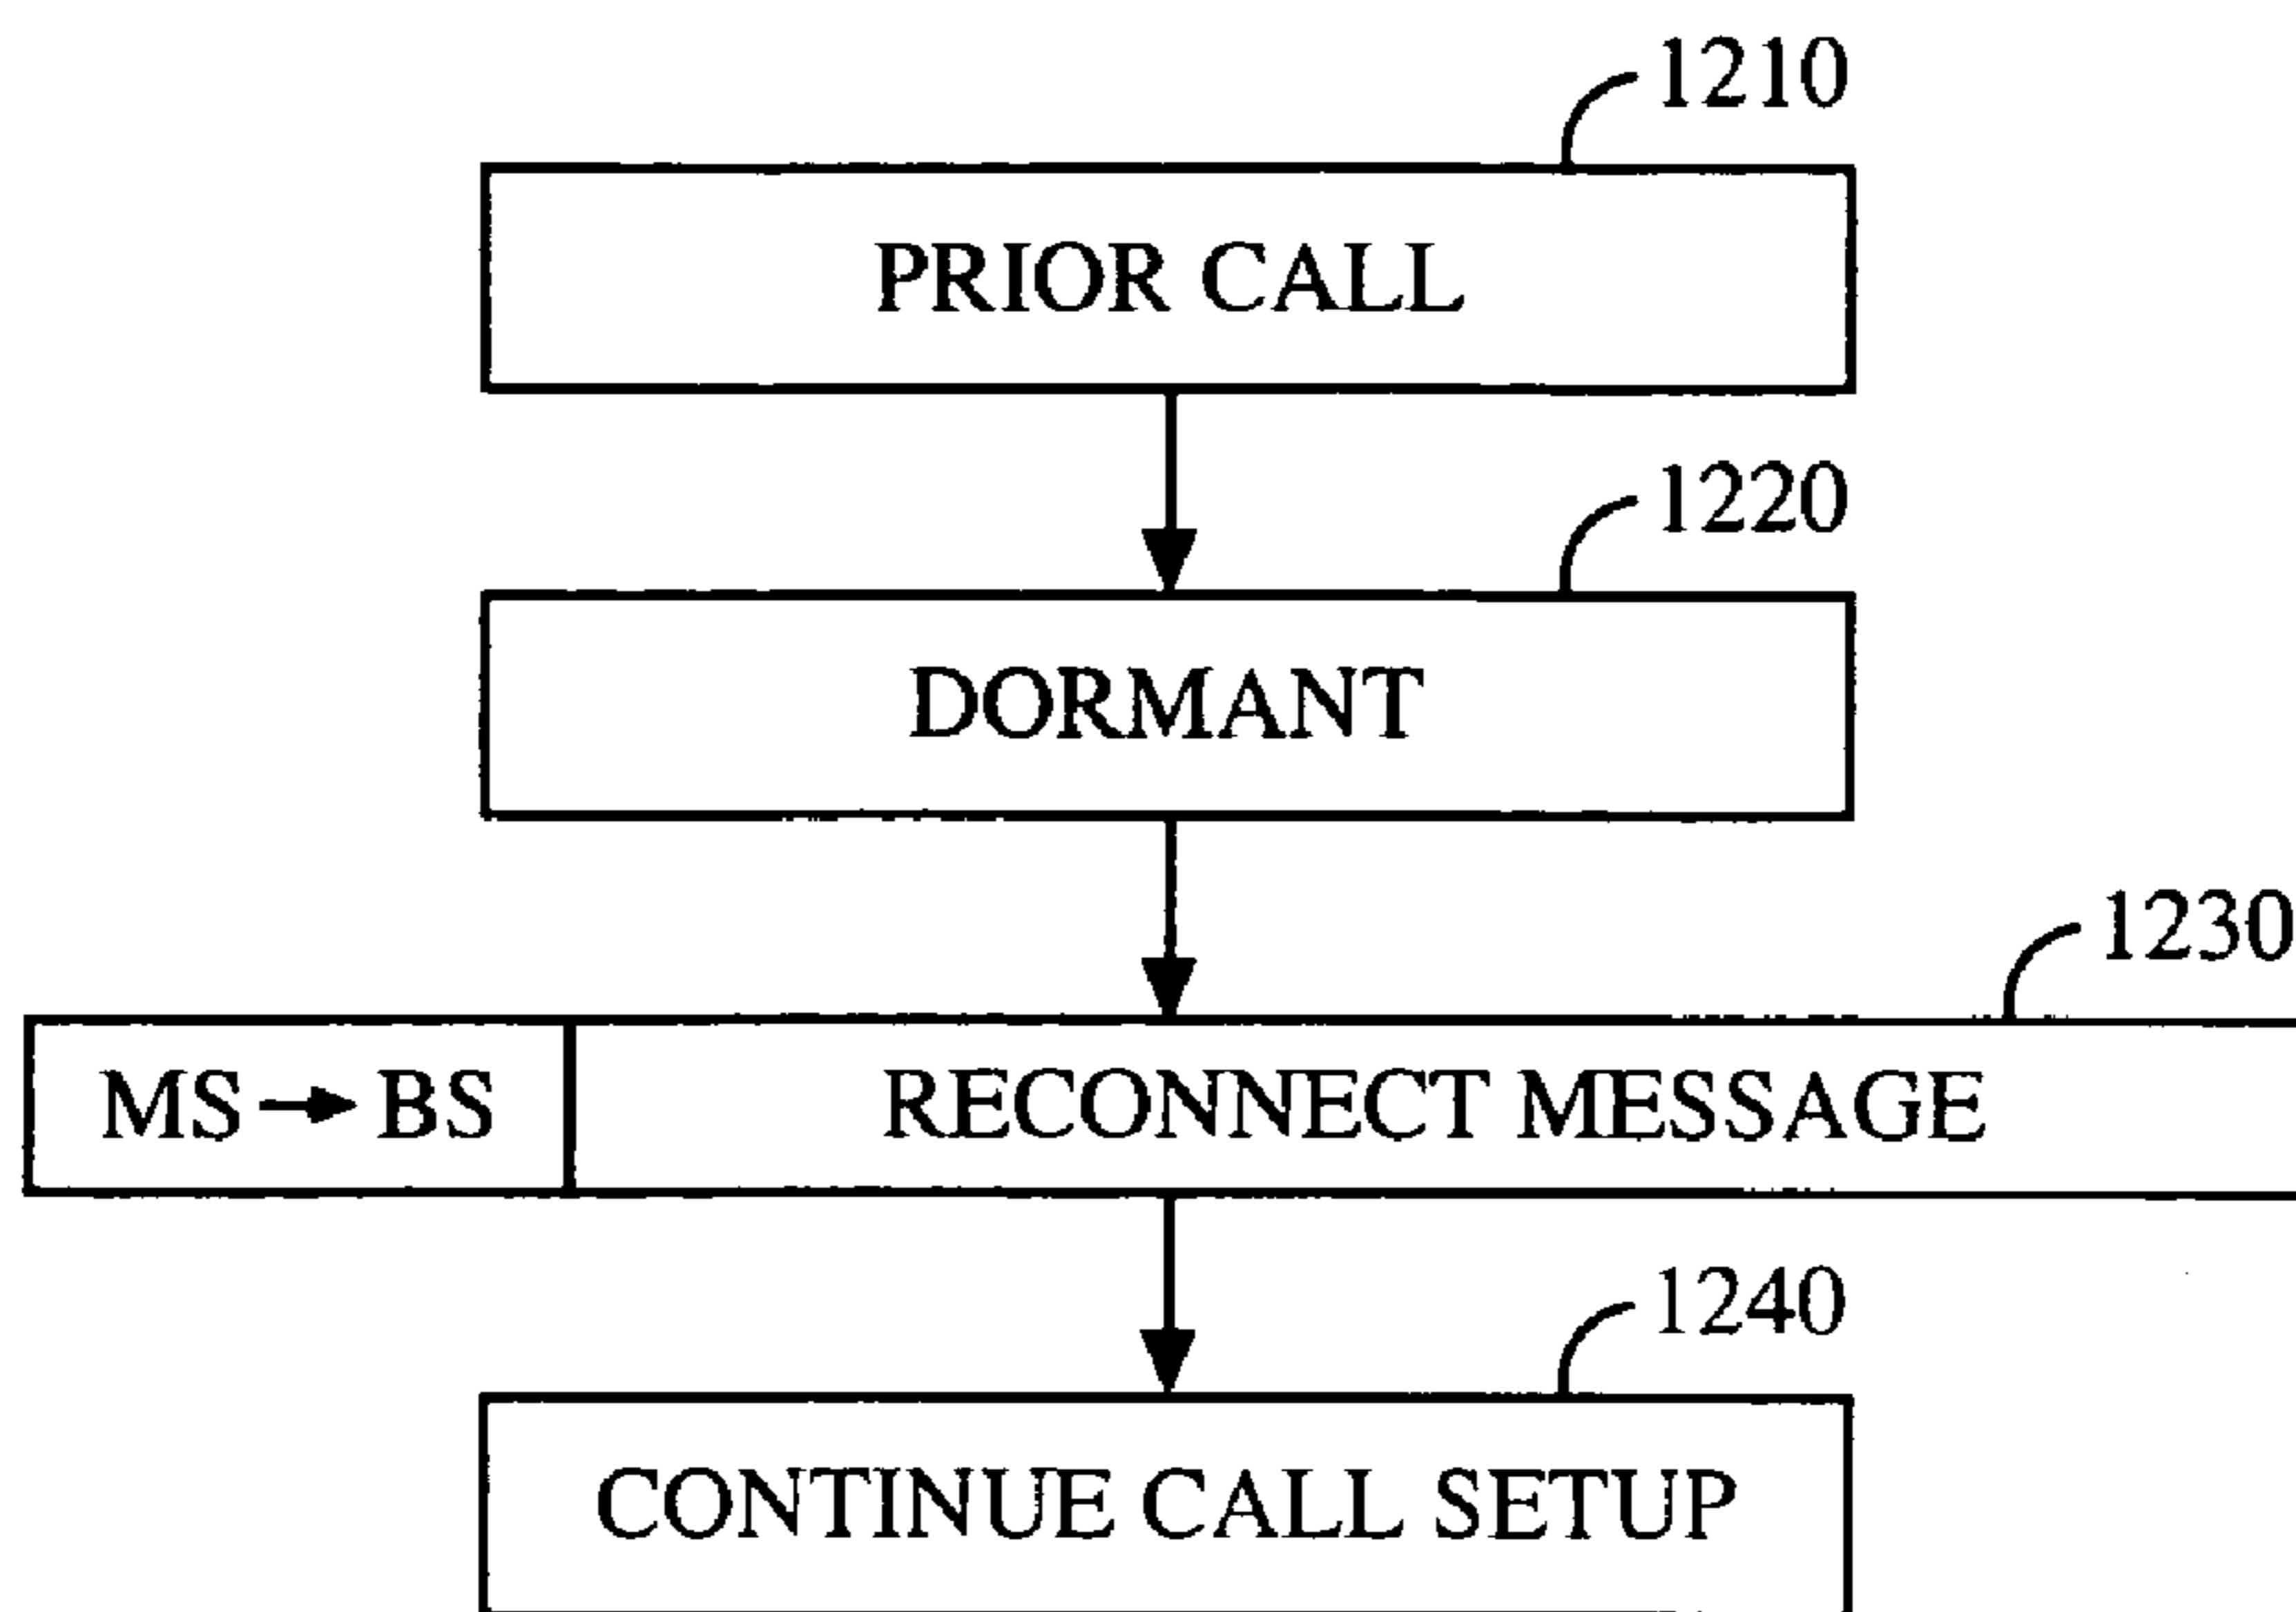 1210
PRIOR CALL
1220
DORMANT
1230
MS → BS RECONNECT MESSAGE
1240
CONTINUE CALL SETUP